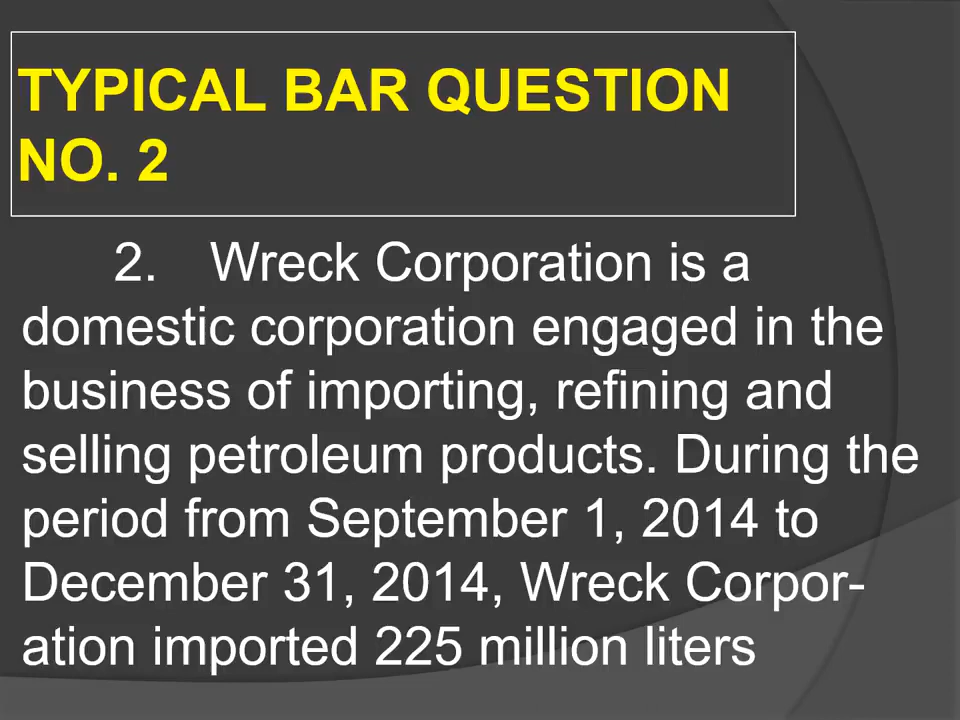 TYPICAL BAR QUESTION
NO. 2
2. Wreck Corporation is a
domestic corporation engaged in the
business of importing, refining and
selling petroleum products. During the
period from September 1, 2014 to
December 31, 2014, Wreck Corpor-
ation imported 225 million liters